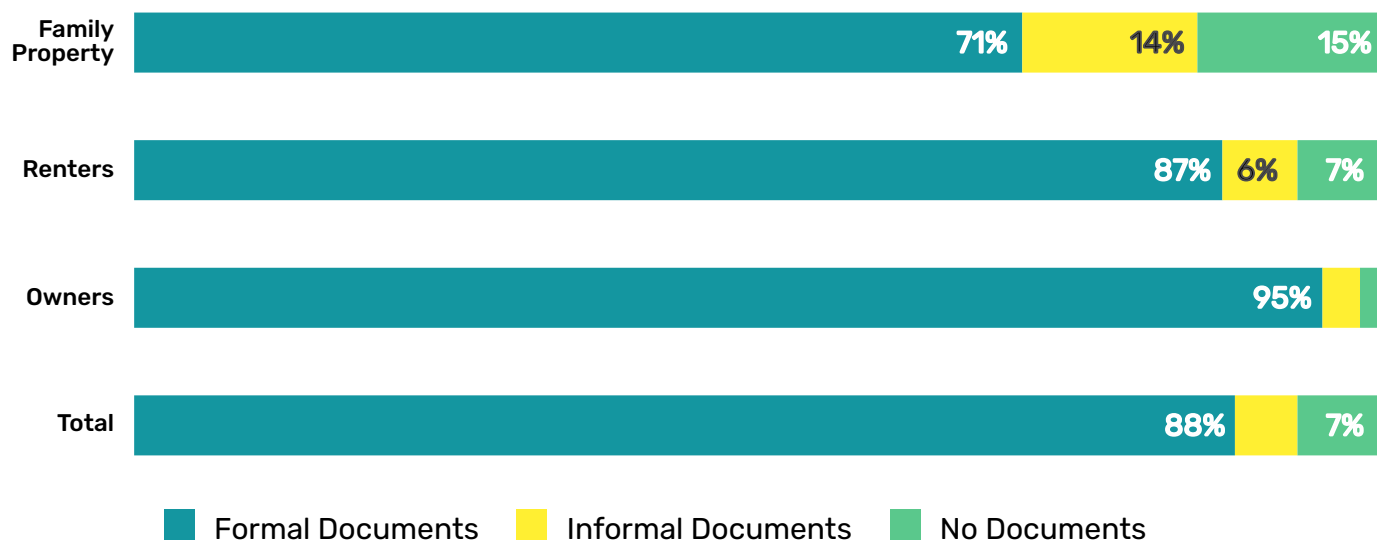 Family
Property
71% 14% 15%
Renters
87% 6% 7%
Owners
95%
Total
88% 7%
Formal Documents Informal Documents No Documents